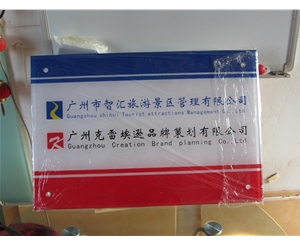 广州市智汇旅游景区管理有限公司
Guangzhou zhihui Tourist attractions Management Co. Ltd.
广州克雷埃逊品牌策划有限公司
Guangzhou Creation Brand planning Co. Ltd.